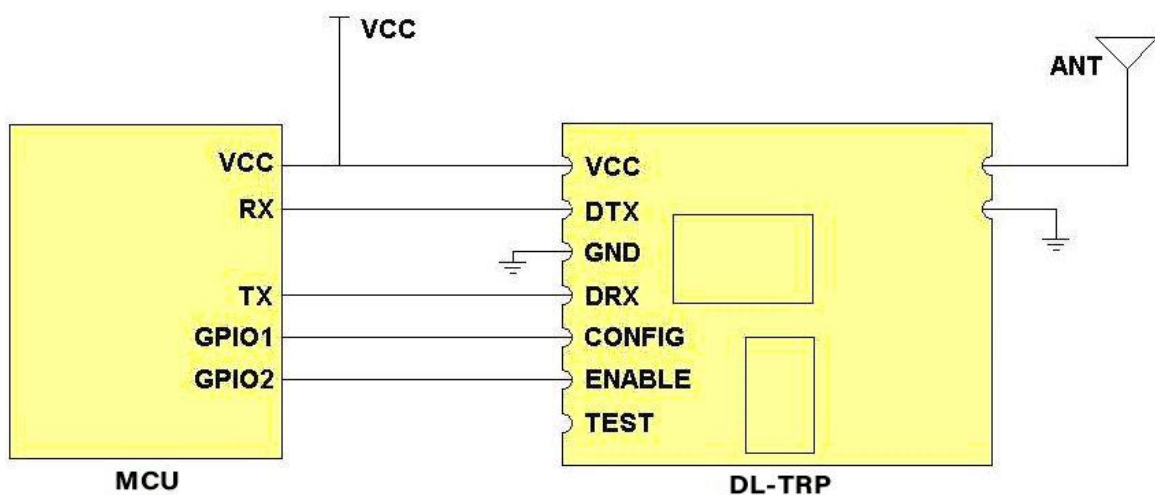 VCC
ANT
VCC
RX
TX
GPIO1
GPIO2
MCU
VCC
DTX
GND
DRX
CONFIG
ENABLE
TEST
DL-TRP